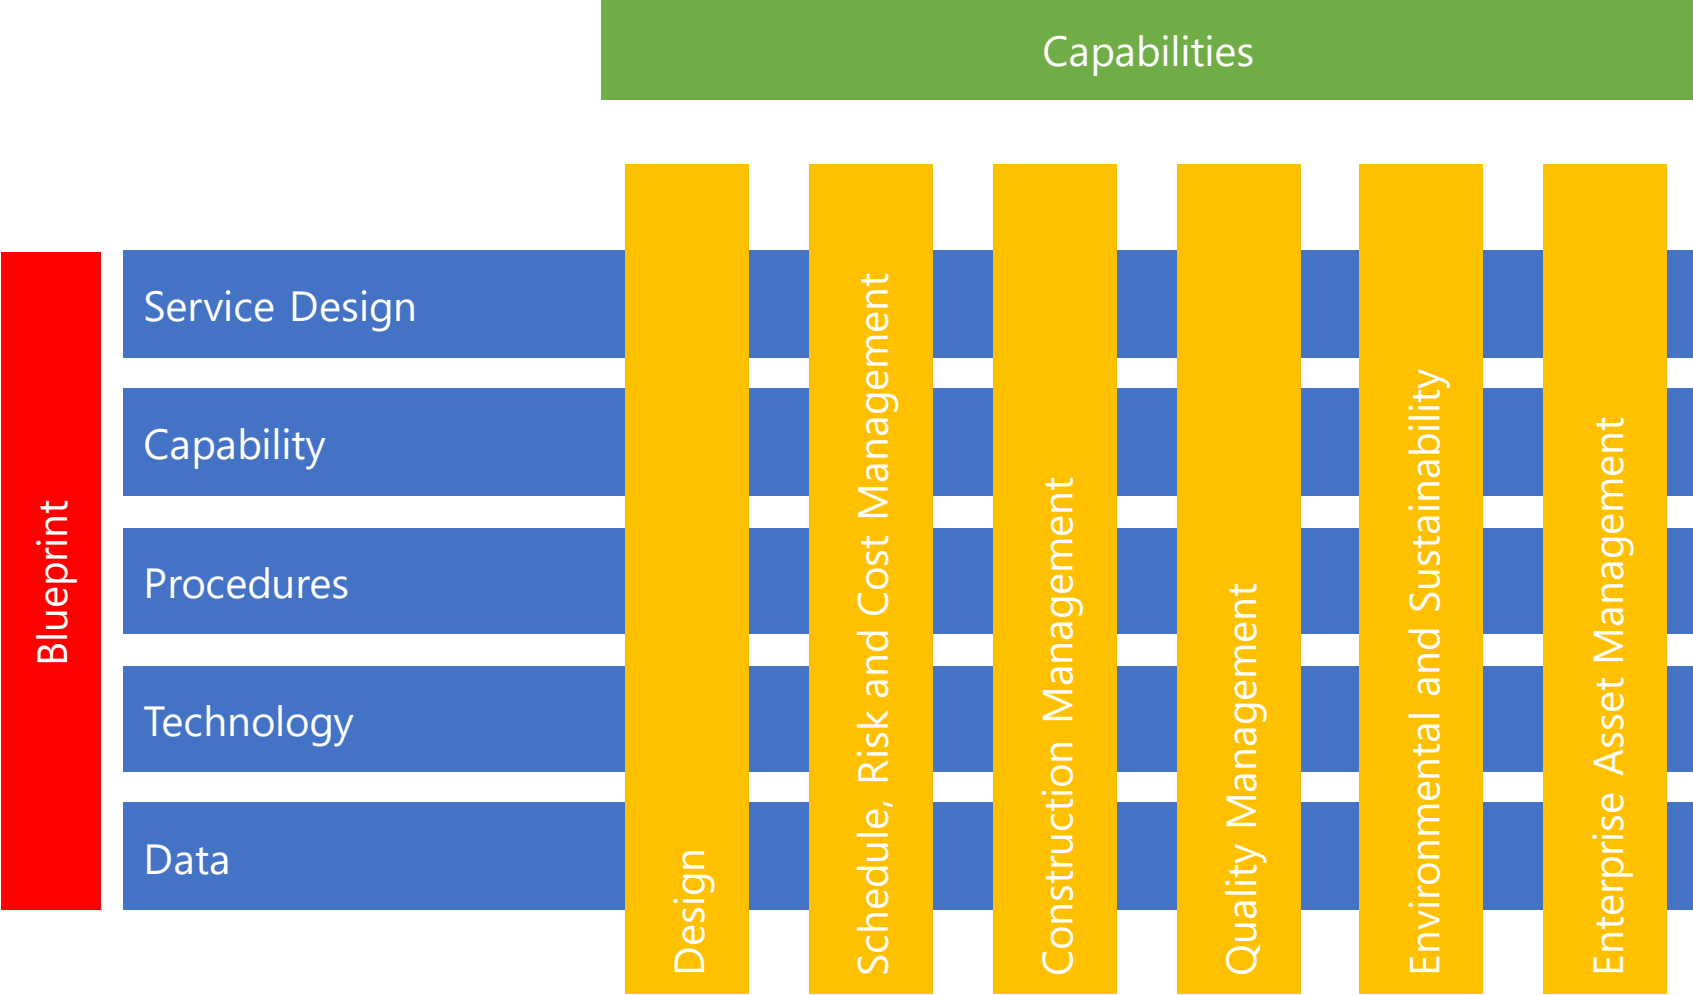 Capabilities
Blueprint
Service Design
Capability
Procedures
Technology
Data
Design
Schedule, Risk and Cost Management
Construction Management
Quality Management
Environmental and Sustainability
Enterprise Asset Management